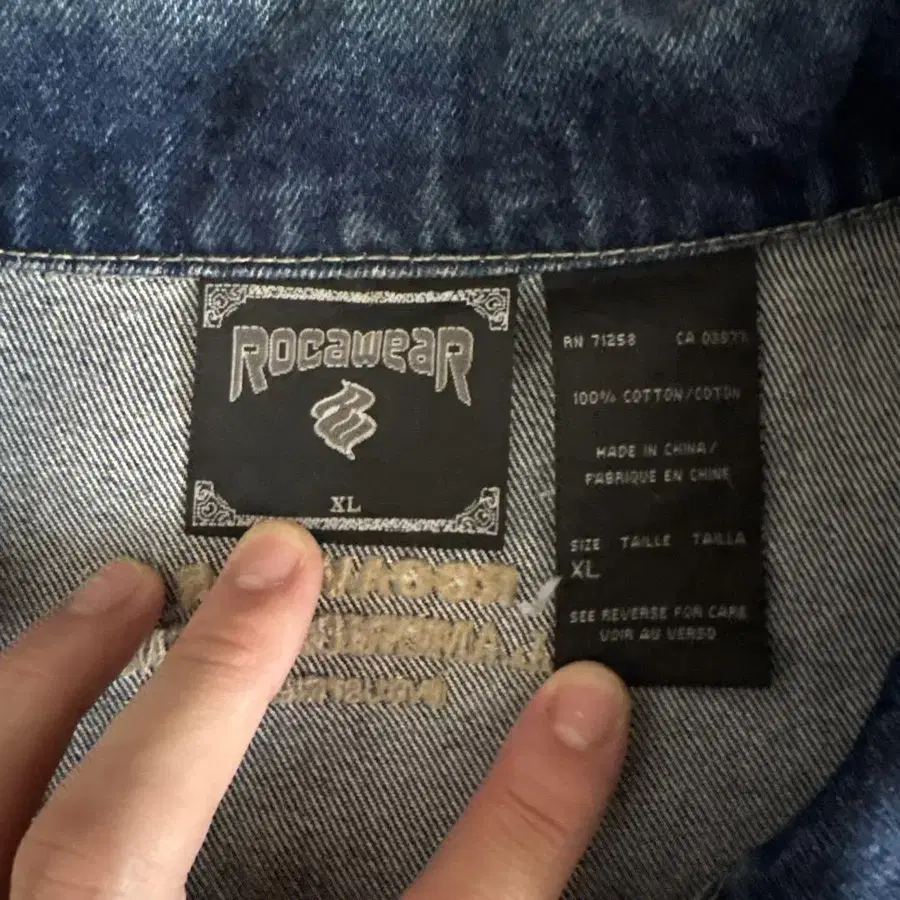 ROCAWEAR
XL
RN 71258 CA
100% COTTON/COTON
MADE IN CHINA/
FABRIQUE EN CHINE
SIZE TAILLE TALLA
XL
SEE REVERSE FOR CARE
VOIR AU VERSO